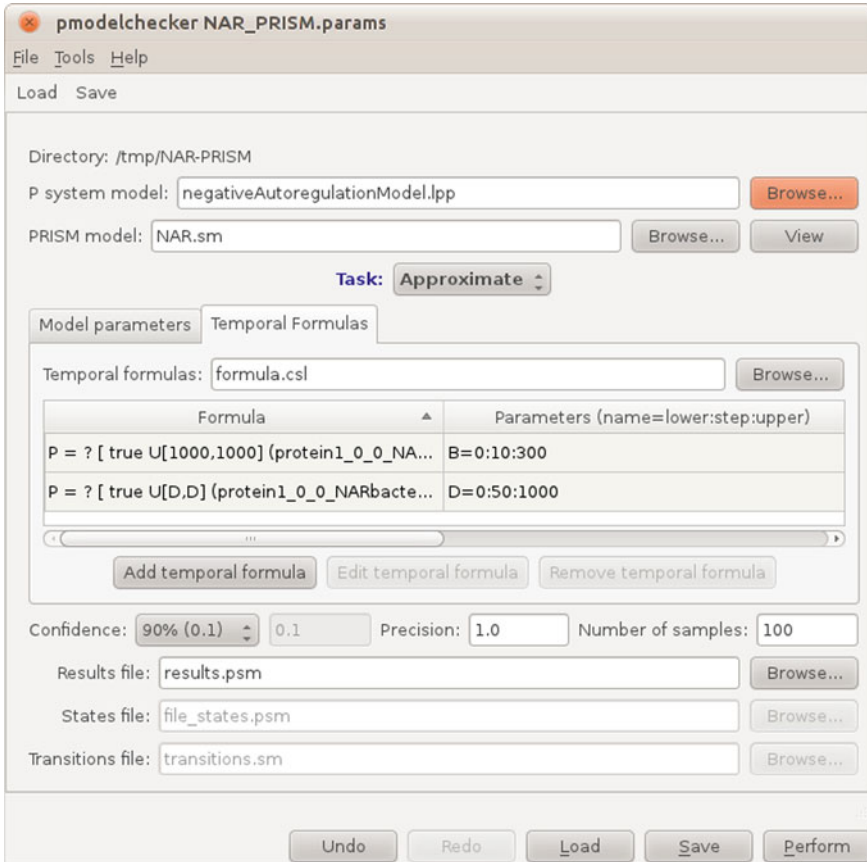 pmodelchecker NAR_PRISM.params
File Tools Help
Load Save
Directory: /tmp/NAR-PRISM
P system model: negativeAutoregulationModel.lpp Browse...
PRISM model: NAR.sm Browse... View
Task: Approximate
Model parameters Temporal Formulas
Temporal formulas: formula.csl Browse...
Formula Parameters (name=lower:step:upper)
P = ? [ true U[1000,1000] (protein1_0_0_NA... B=0:10:300
P = ? [ true U[D,D] (protein1_0_0_NARbacte... D=0:50:1000
Add temporal formula Edit temporal formula Remove temporal formula
Confidence: 90% (0.1) 0.1 Precision: 1.0 Number of samples: 100
Results file: results.psm Browse...
States file: file_states.psm Browse...
Transitions file: transitions.sm Browse...
Undo Redo Load Save Perform